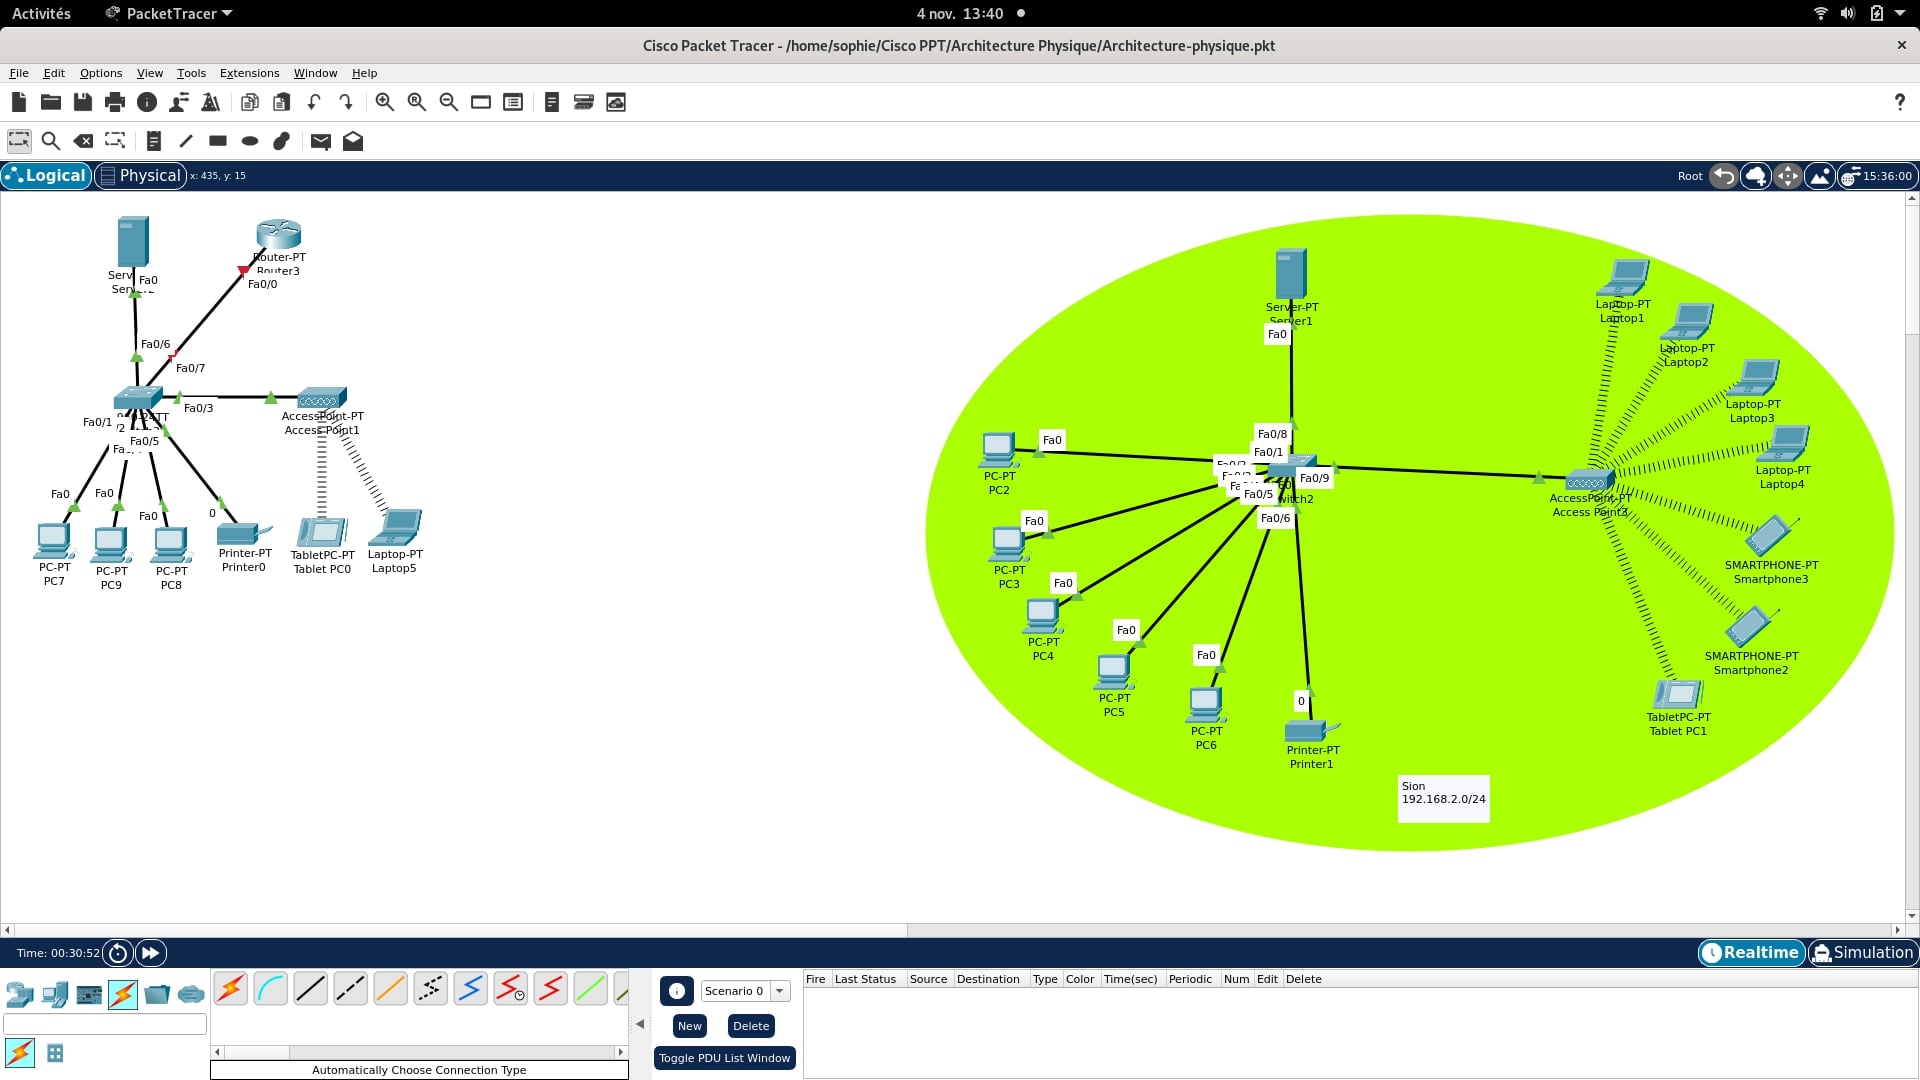 Activités
PacketTracer
4 nov. 13:40
Cisco Packet Tracer - /home/sophie/Cisco PPT/Architecture Physique/Architecture-physique.pkt
File Edit Options View Tools Extensions Window Help
Logical
Physical
x: 435, y: 15
Root
15:36:00
Fa0
Router-PT
Router3
Fa0/0
Fa0/6
Fa0/7
Fa0/3
AccessPoint-PT
Access Point1
Fa0/1
Fa0/5
Fa0
Fa0
Fa0
0
PC-PT
PC7
PC-PT
PC9
PC-PT
PC8
Printer-PT
Printer0
TabletPC-PT
Tablet PC0
Laptop-PT
Laptop5
Server-PT
Server1
Fa0
Fa0/8
Fa0/1
Fa0/9
Fa0/5
Fa0/6
Fa0
PC-PT
PC2
Fa0
PC-PT
PC3
Fa0
PC-PT
PC4
Fa0
PC-PT
PC5
Fa0
PC-PT
PC6
0
Printer-PT
Printer1
Laptop-PT
Laptop1
Laptop-PT
Laptop2
Laptop-PT
Laptop3
Laptop-PT
Laptop4
AccessPoint-PT
Access Point3
SMARTPHONE-PT
Smartphone3
SMARTPHONE-PT
Smartphone2
TabletPC-PT
Tablet PC1
Sion
192.168.2.0/24
Time: 00:30:52
Realtime
Simulation
Scenario 0
New
Delete
Toggle PDU List Window
Fire Last Status Source Destination Type Color Time(sec) Periodic Num Edit Delete
Automatically Choose Connection Type